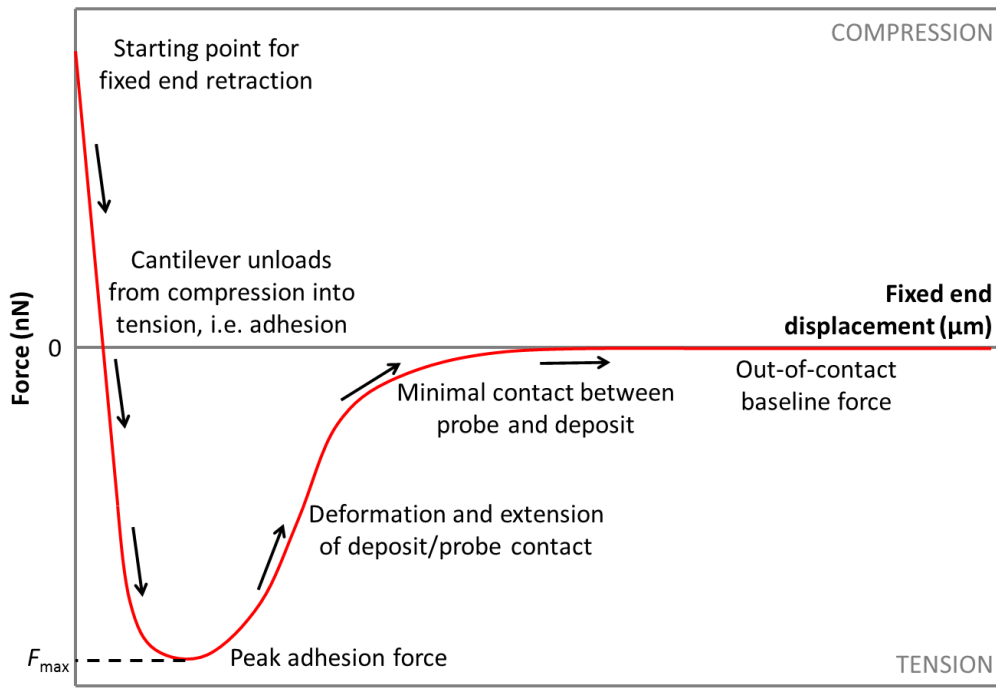 COMPRESSION
Starting point for
fixed end retraction
Cantilever unloads
from compression into
tension, i.e. adhesion
Force (nN)
0
Fixed end
displacement (μm)
Minimal contact between
probe and deposit
Out-of-contact
baseline force
Deformation and extension
of deposit/probe contact
Fmax
Peak adhesion force
TENSION